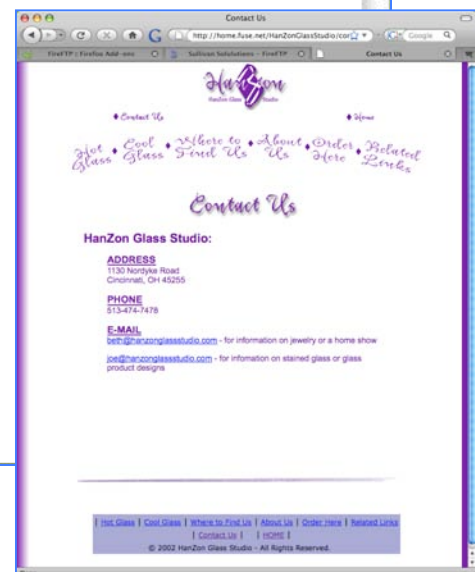 Contact Us
http://home.fuse.net/HanZonGlassStudio/cor
Google
FireFTP : Firefox Add-ons
Sullivan Solulutions - FireFTP
Contact Us
HanZon
HanZon Glass Studio
Contact Us
Home
Hot Glass
Cool Glass
Where to Find Us
About Us
Order Here
Related Links
Contact Us
HanZon Glass Studio:
ADDRESS
1130 Nordyke Road
Cincinnati, OH 45255
PHONE
513-474-7478
E-MAIL
beth@hanzonglassstudio.com - for information on jewelry or a home show
joe@hanzonglassstudio.com - for infomation on stained glass or glass
product designs
| Hot Glass | Cool Glass | Where to Find Us | About Us | Order Here | Related Links
| Contact Us | | HOME |
© 2002 HanZon Glass Studio - All Rights Reserved.